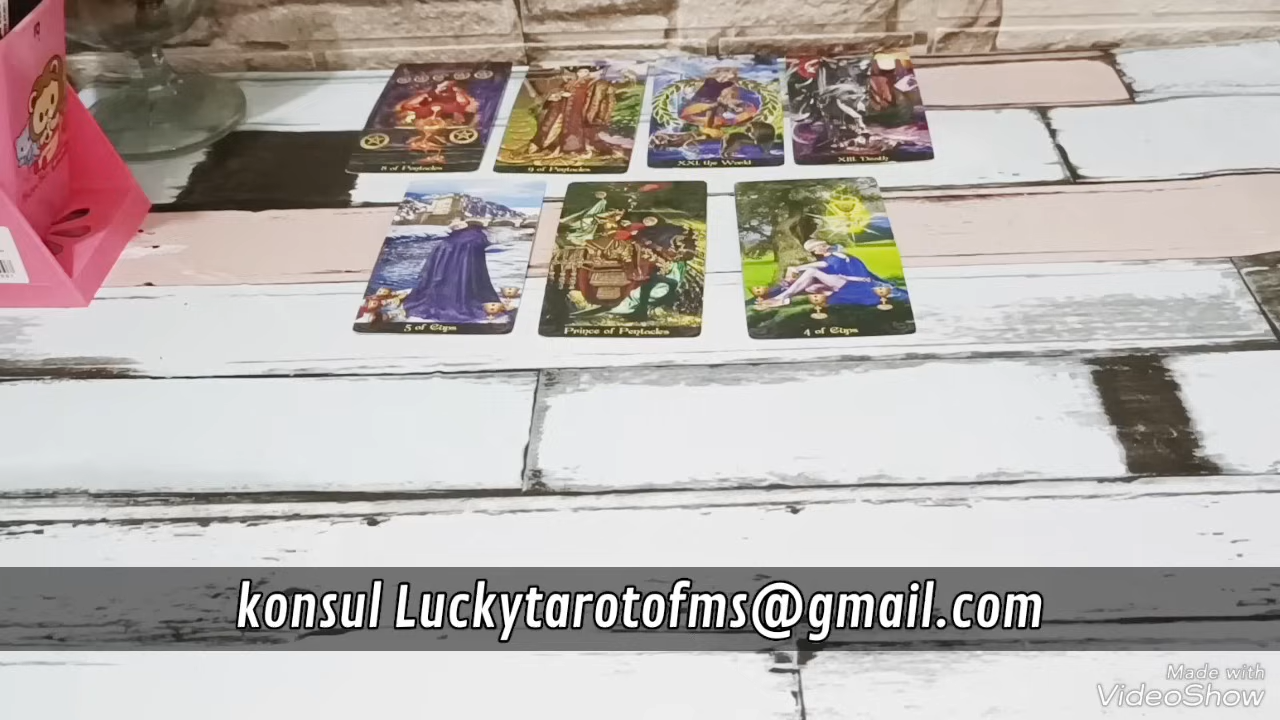 8 of Pentacles
9 of Pentacles
XXI. the World
XIII. Death
5 of Cups
Prince of Pentacles
4 of Cups
konsul Luckytarotofms@gmail.com
Made with
VideoShow